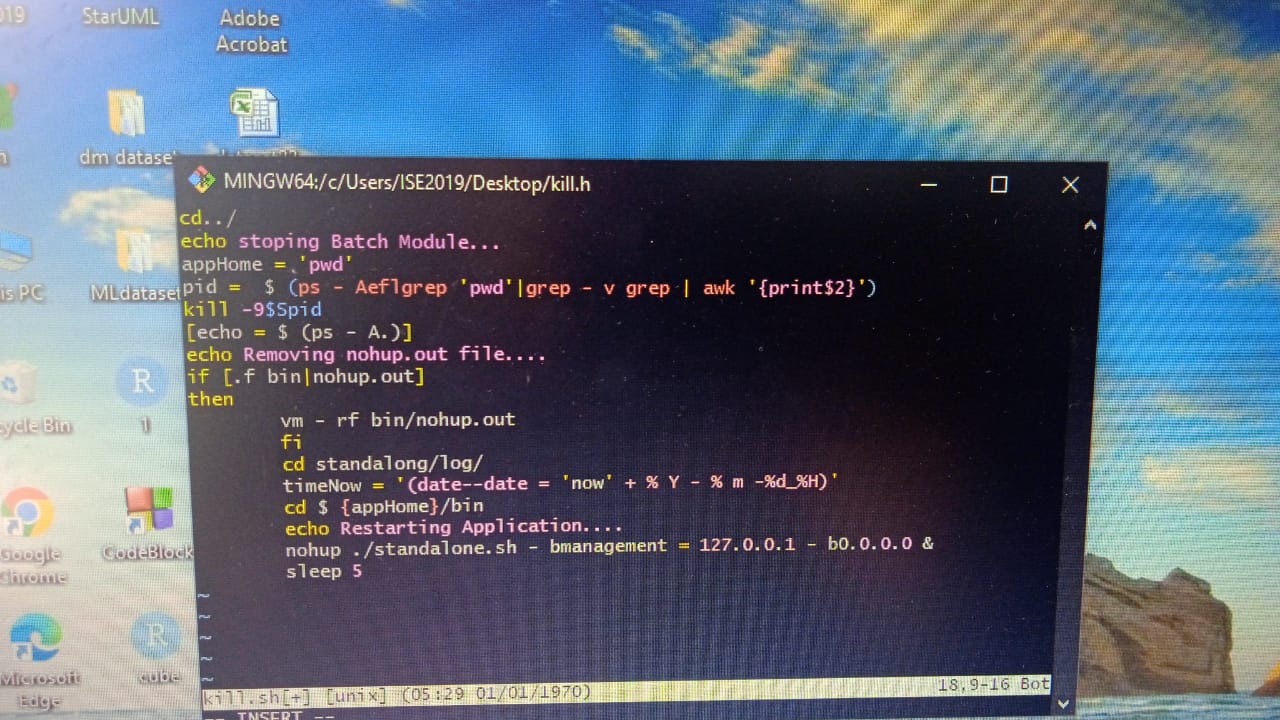 019
StarUML
Adobe
Acrobat
dm dataset
MINGW64:/c/Users/ISE2019/Desktop/kill.h
cd../
echo stoping Batch Module...
appHome = 'pwd'
pid =  $ (ps - Aeflgrep 'pwd'|grep - v grep | awk '{print$2}')
kill -9$Spid
[echo = $ (ps - A.)]
echo Removing nohup.out file....
if [.f bin|nohup.out]
then
vm - rf bin/nohup.out
fi
cd standalong/log/
timeNow = '(date--date = 'now' + % Y - % m -%d_%H)'
cd $ {appHome}/bin
echo Restarting Application....
nohup ./standalone.sh - bmanagement = 127.0.0.1 - b0.0.0.0 &
sleep 5
~
~
~
~
~
kill.sh[+] [unix] (05:29 01/01/1970)
18,9-16 Bot
-- INSERT --
is PC
MLdataset
ycle Bin
R
1
Google
Chrome
CodeBlock
Microsoft
Edge
R
cube